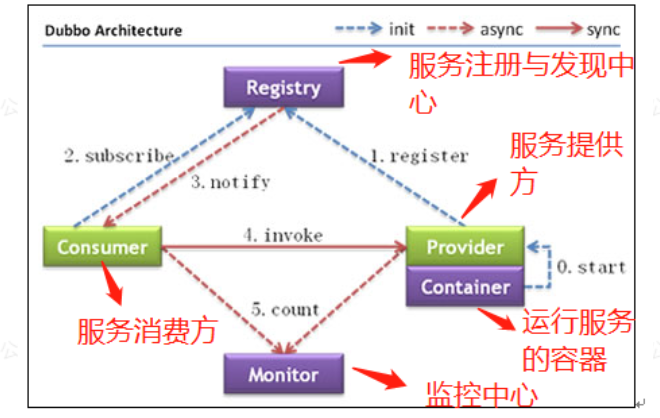 Dubbo Architecture
init
async
sync
Registry
服务注册与发现中
心
2. subscribe
1. register
3. notify
服务提供
方
Consumer
4. invoke
Provider
Container
0. start
服务消费方
5. count
运行服务
的容器
Monitor
监控中心